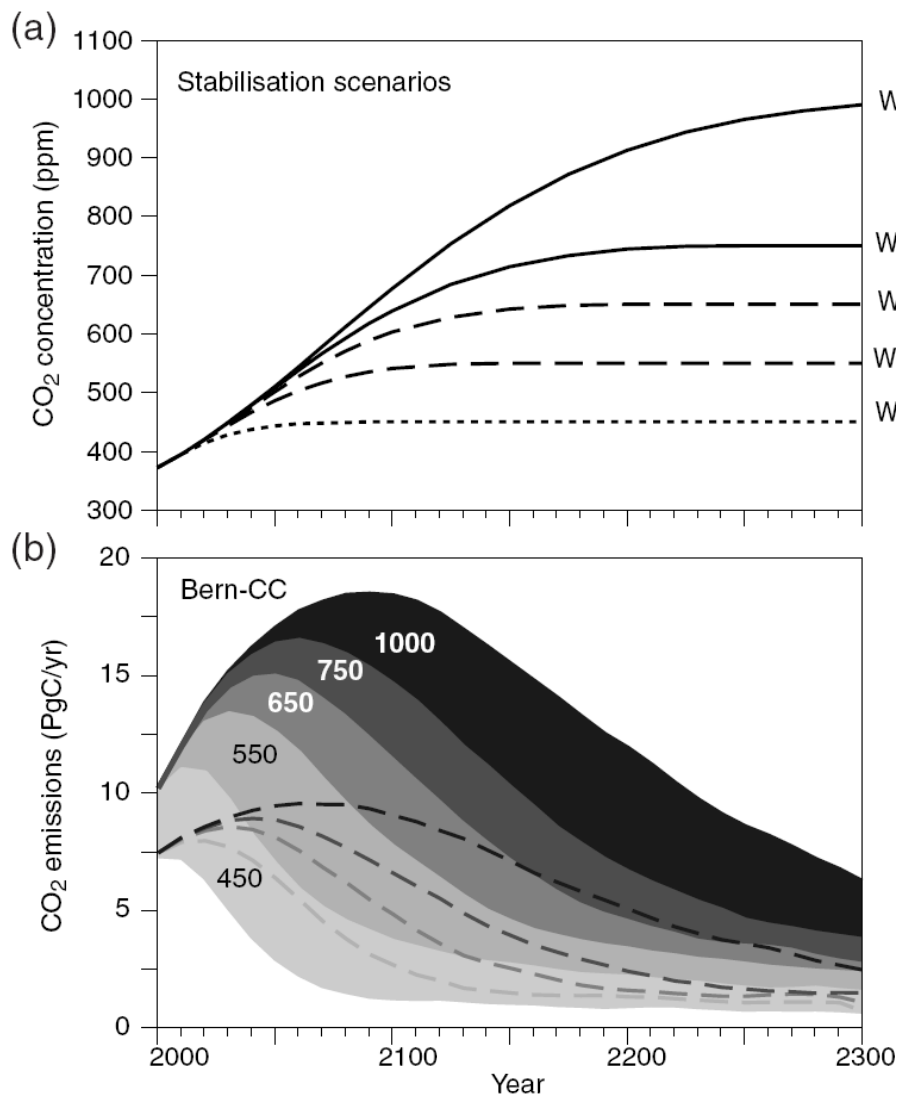 (a)
1100
1000
900
800
700
600
500
400
300
CO2 concentration (ppm)
Stabilisation scenarios
W
W
W
W
W
(b)
20
15
10
5
0
CO2 emissions (PgC/yr)
Bern-CC
1000
750
650
550
450
2000
2100
2200
2300
Year